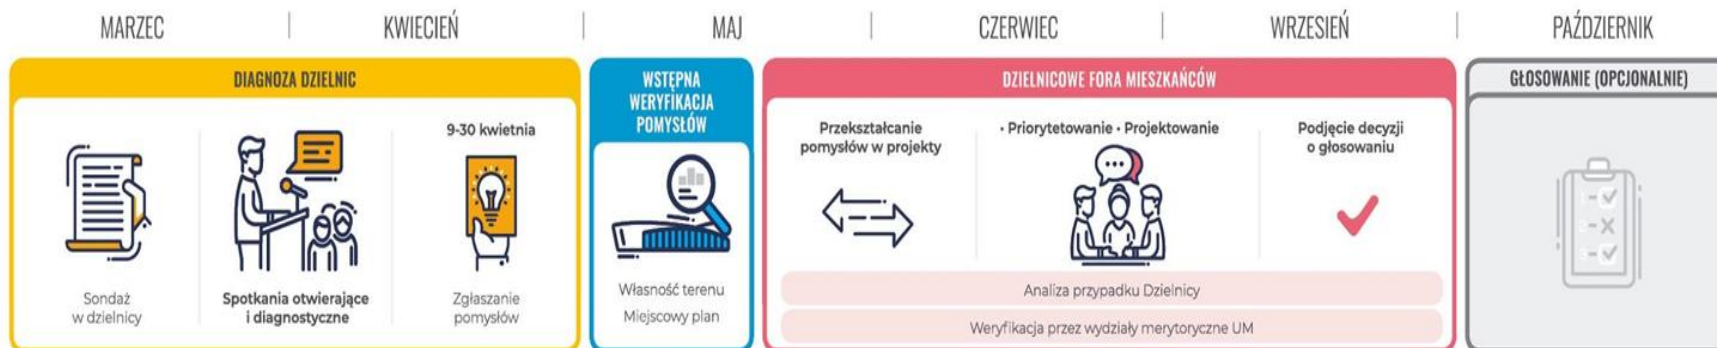 MARZEC
KWIECIEŃ
MAJ
CZERWIEC
WRZESIEŃ
PAŹDZIERNIK
DIAGNOZA DZIELNIC
9-30 kwietnia
Sondaż
w dzielnicy
Spotkania otwierające
i diagnostyczne
Zgłaszanie
pomysłów
WSTĘPNA
WERYFIKACJA
POMYSŁÓW
Własność terenu
Miejscowy plan
DZIELNICOWE FORA MIESZKAŃCÓW
Przekształcanie
pomysłów w projekty
• Priorytetowanie • Projektowanie
Podjęcie decyzji
o głosowaniu
Analiza przypadku Dzielnicy
Weryfikacja przez wydziały merytoryczne UM
GŁOSOWANIE (OPCJONALNIE)